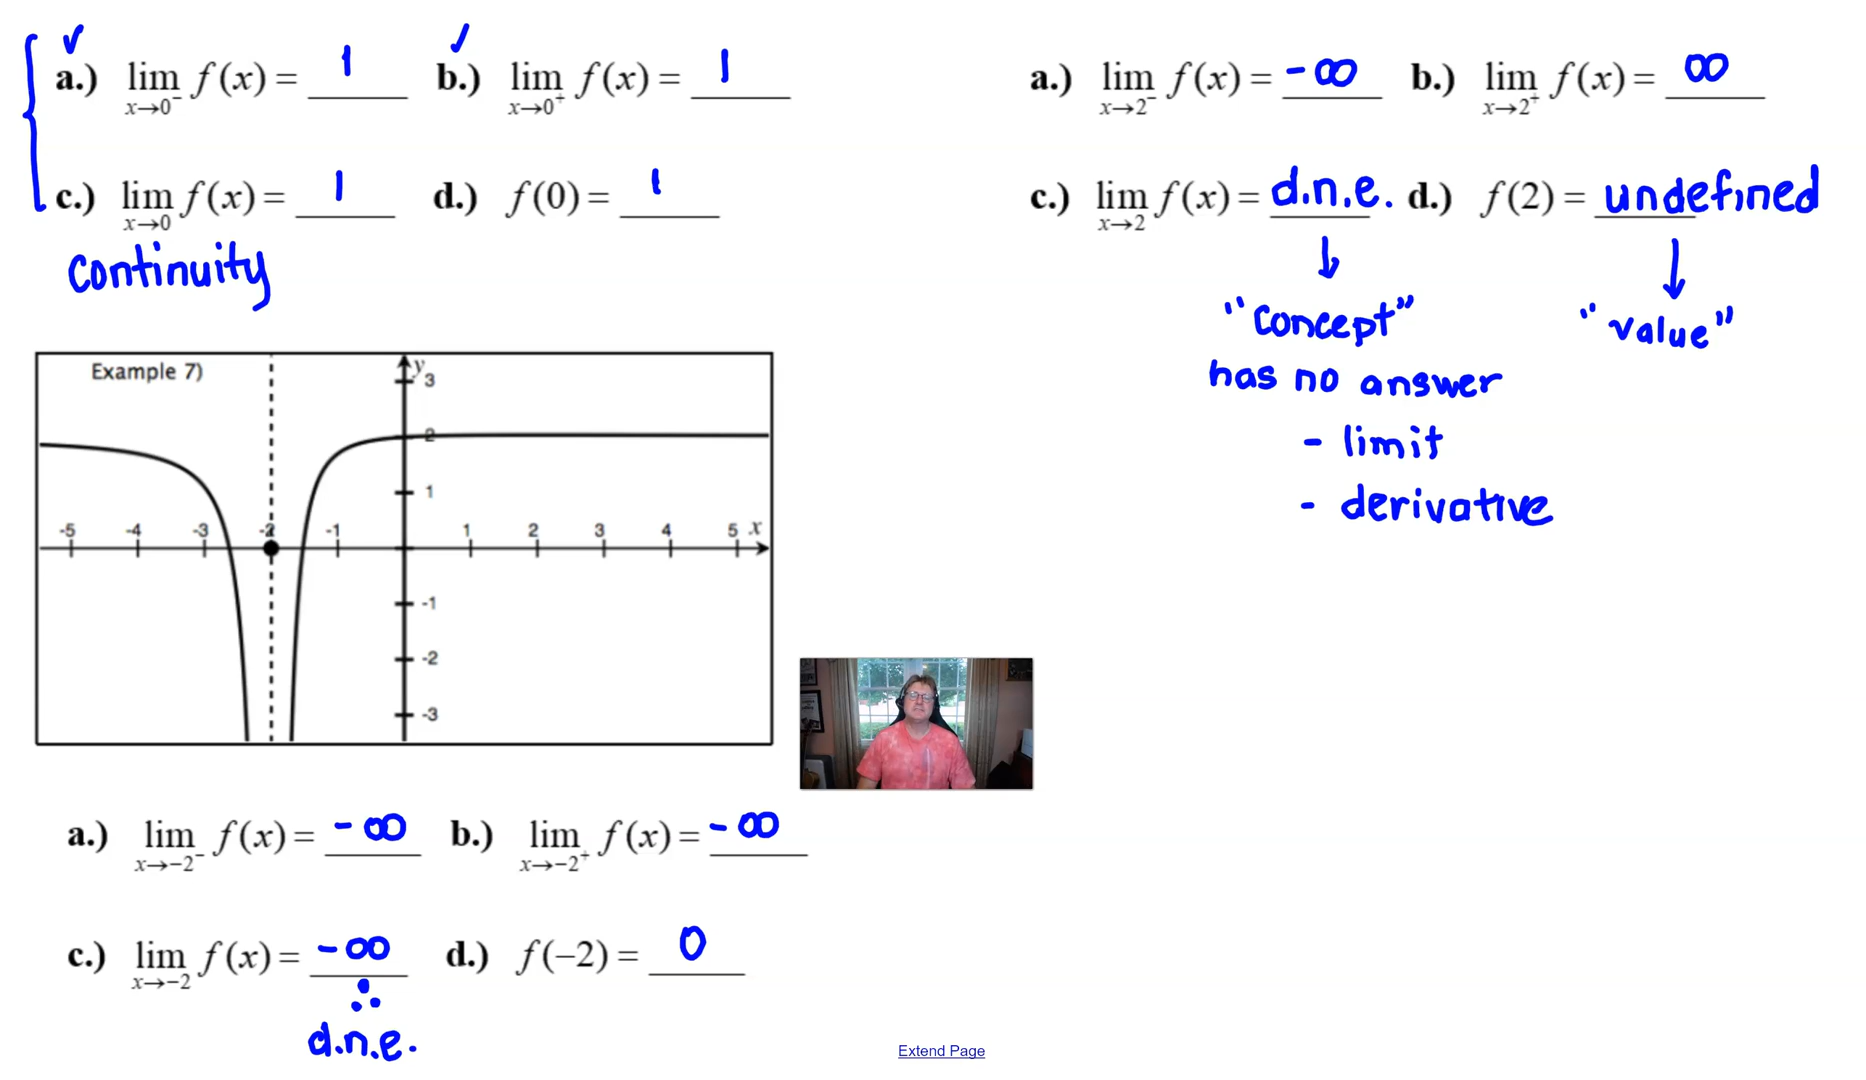 a.) lim x→0⁻ f(x) = 1 b.) lim x→0⁺ f(x) = 1
c.) lim x→0 f(x) = 1 d.) f(0) = 1
continuity
a.) lim x→2⁻ f(x) = -∞ b.) lim x→2⁺ f(x) = ∞
c.) lim x→2 f(x) = d.n.e. d.) f(2) = undefined
"concept" "value"
has no answer
- limit
- derivative
Example 7)
y
3
2
1
-5 -4 -3 -2 -1 1 2 3 4 5 x
-1
-2
-3
a.) lim x→-2⁻ f(x) = -∞ b.) lim x→-2⁺ f(x) = -∞
c.) lim x→-2 f(x) = -∞ d.) f(-2) = 0
∴
d.n.e.
Extend Page